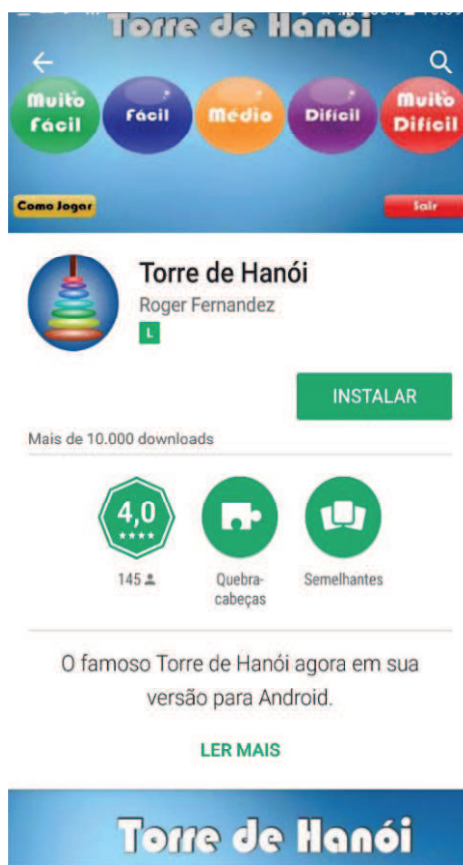 Torre de Hanói
Muito Fácil
Fácil
Médio
Difícil
Muito Difícil
Como Jogar
Sair
Torre de Hanói
Roger Fernandez
L
INSTALAR
Mais de 10.000 downloads
4,0
145
Quebra-
cabeças
Semelhantes
O famoso Torre de Hanói agora em sua
versão para Android.
LER MAIS
Torre de Hanói